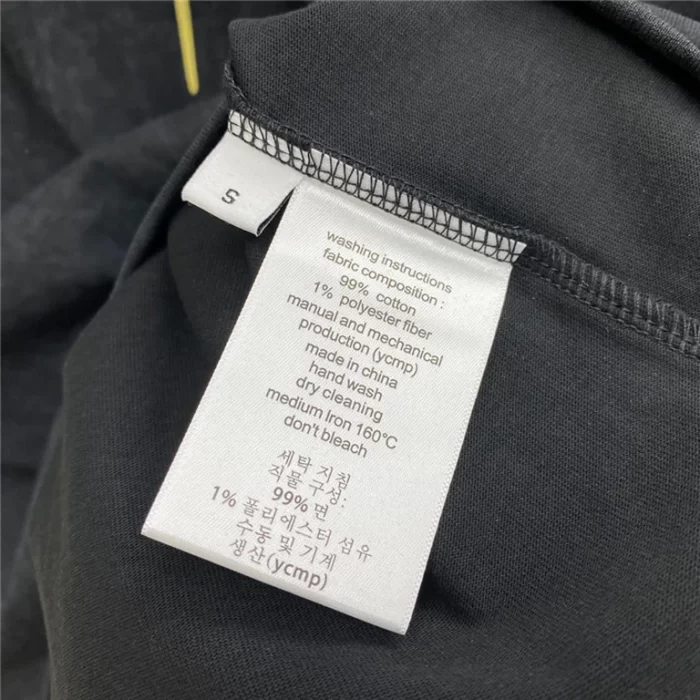 S
washing instructions
fabric composition :
99% cotton
1% polyester fiber
manual and mechanical
production (ycmp)
made in china
hand wash
dry cleaning
medium Iron 160°C
don't bleach
세탁 지침
직물 구성:
99% 면
1% 폴리에스터 섬유
수동 및 기계
생산(ycmp)